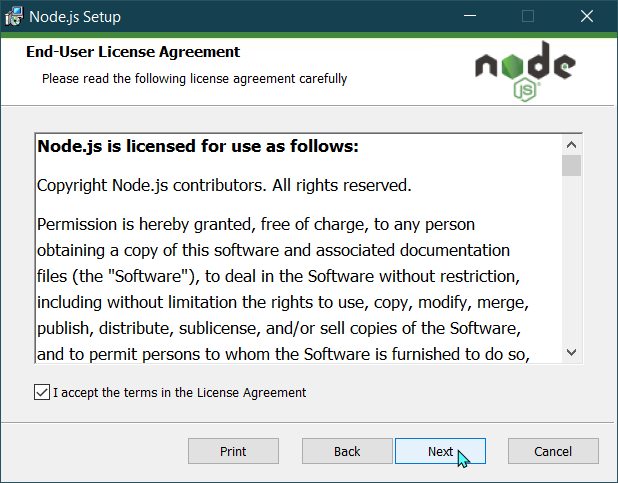 Node.js Setup
End-User License Agreement
Please read the following license agreement carefully
node
JS
Node.js is licensed for use as follows:
Copyright Node.js contributors. All rights reserved.
Permission is hereby granted, free of charge, to any person
obtaining a copy of this software and associated documentation
files (the "Software"), to deal in the Software without restriction,
including without limitation the rights to use, copy, modify, merge,
publish, distribute, sublicense, and/or sell copies of the Software,
and to permit persons to whom the Software is furnished to do so,
I accept the terms in the License Agreement
Print
Back
Next
Cancel